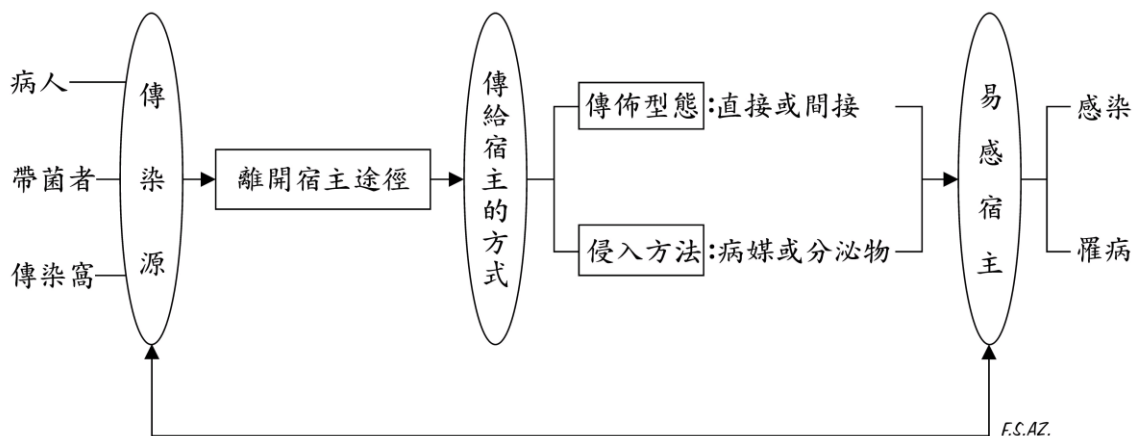 病人
帶菌者
傳染窩
傳染源
離開宿主途徑
傳給宿主的方式
傳佈型態:直接或間接
侵入方法:病媒或分泌物
易感宿主
感染
罹病
F.S.AZ.